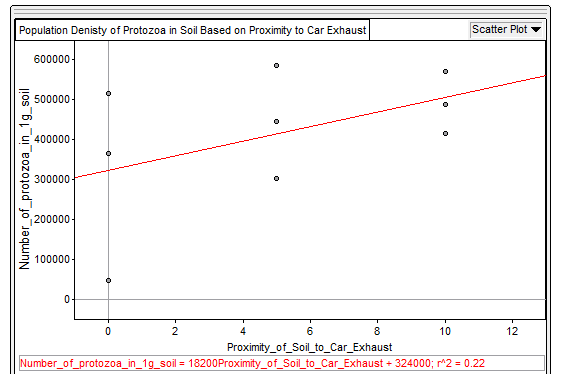 Population Denisty of Protozoa in Soil Based on Proximity to Car Exhaust
Scatter Plot
Number_of_protozoa_in_1g_soil
600000
500000
400000
300000
200000
100000
0
0 2 4 6 8 10 12
Proximity_of_Soil_to_Car_Exhaust
Number_of_protozoa_in_1g_soil = 18200Proximity_of_Soil_to_Car_Exhaust + 324000; r^2 = 0.22